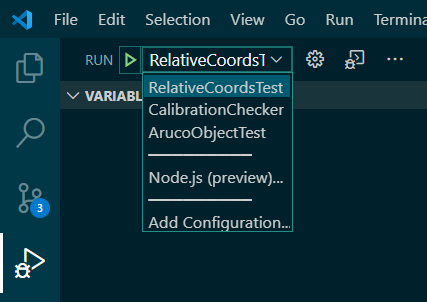 File Edit Selection View Go Run Termina
RUN RelativeCoordsT
VARIABL
RelativeCoordsTest
CalibrationChecker
ArucoObjectTest
Node.js (preview)...
3
Add Configuration...